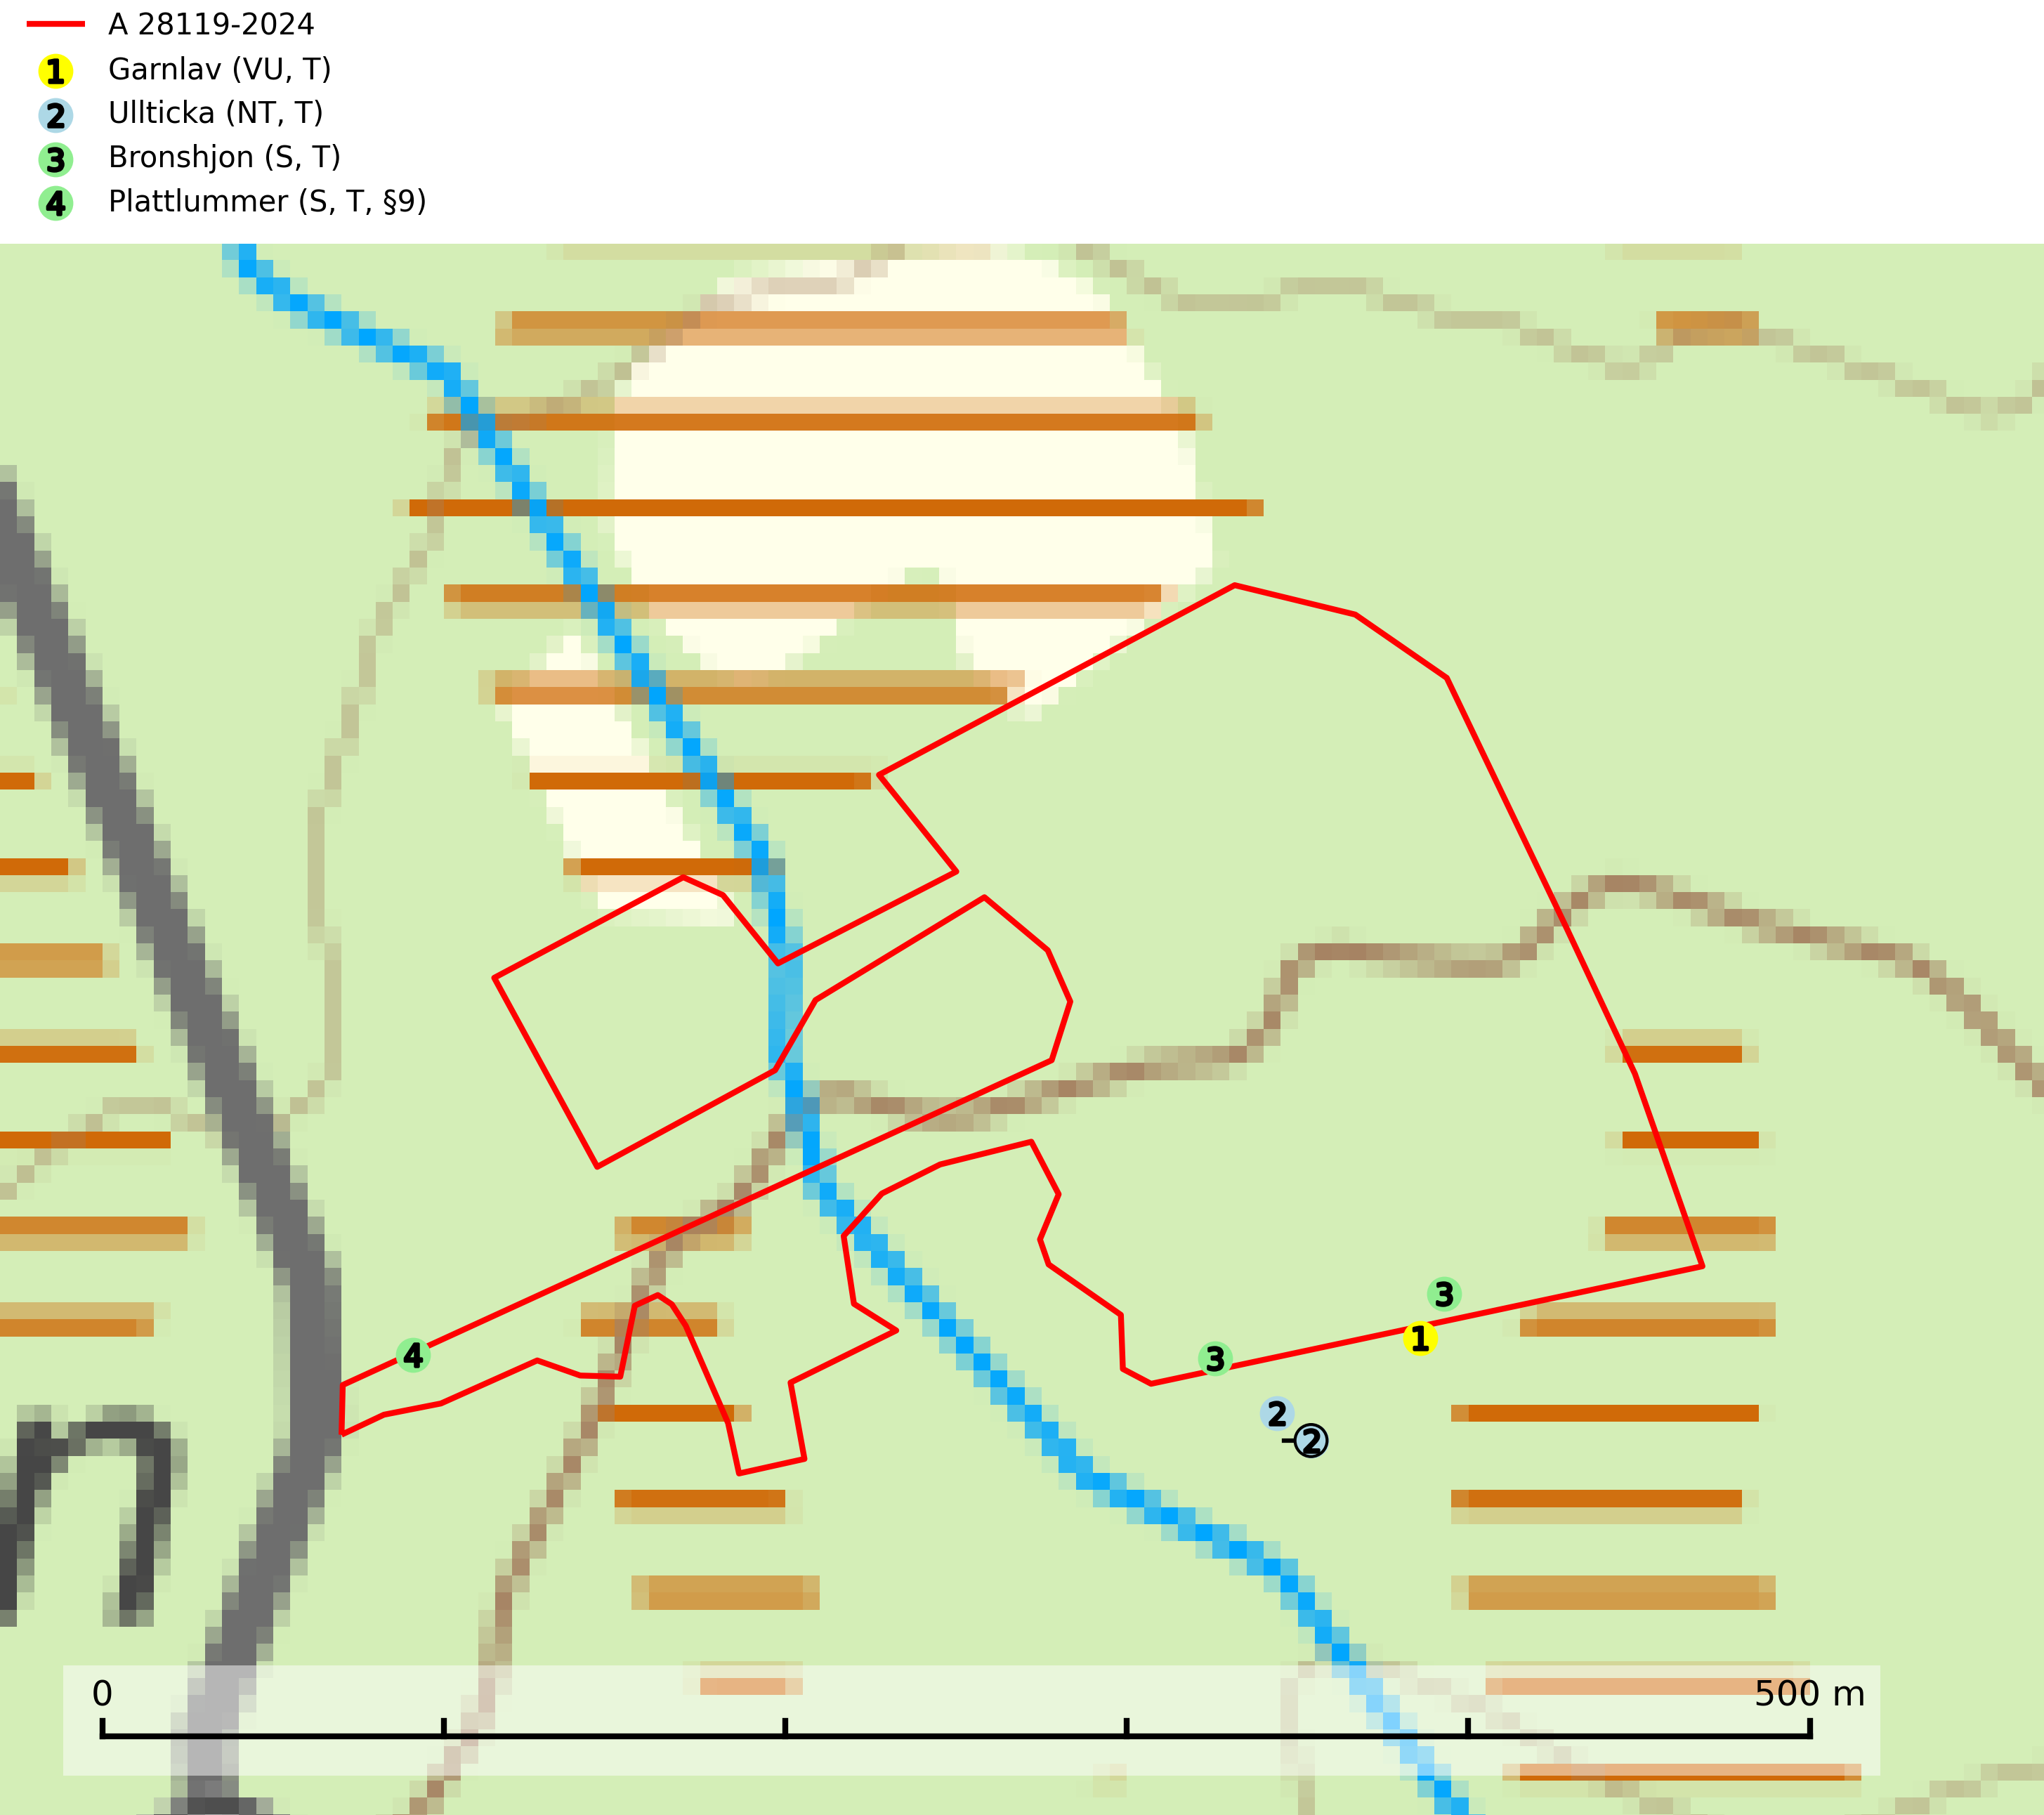 A 28119-2024
1 Garnlav (VU, T)
2 Ullticka (NT, T)
3 Bronshjon (S, T)
4 Plattlummer (S, T, §9)
3
4
3
1
2
2
0 500 m